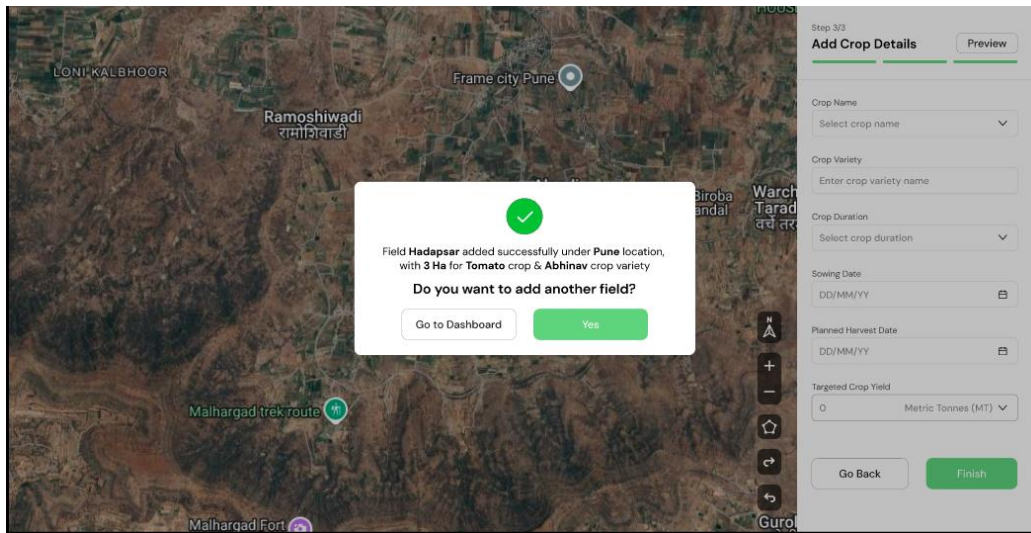 HOUS
LONI KALBHOOR
Frame city Pune
Ramoshiwadi
रामोशिवाडी
Biroba
andal
Warch
Tarad
वर्चे तर
Field Hadapsar added successfully under Pune location,
with 3 Ha for Tomato crop & Abhinav crop variety
Do you want to add another field?
Go to Dashboard
Yes
N
Malhargad trek route
Malhargad Fort
Gurol
Step 3/3
Add Crop Details
Preview
Crop Name
Select crop name
Crop Variety
Enter crop variety name
Crop Duration
Select crop duration
Sowing Date
DD/MM/YY
Planned Harvest Date
DD/MM/YY
Targeted Crop Yield
0 Metric Tonnes (MT)
Go Back
Finish